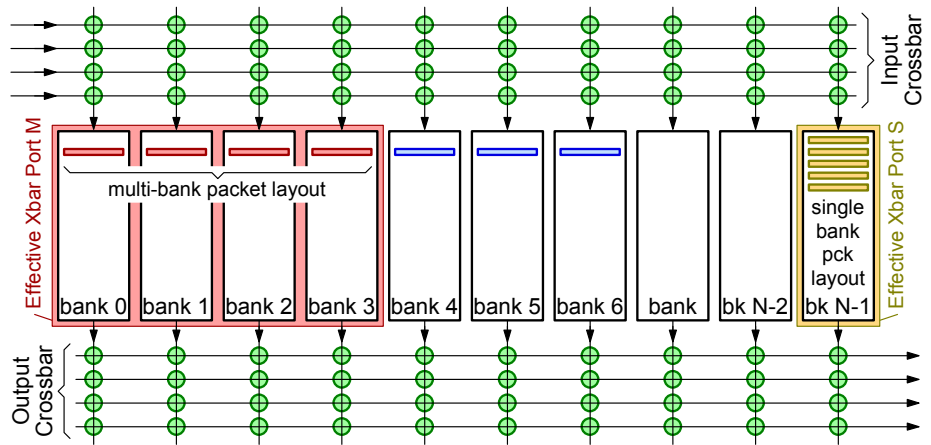 Input
Crossbar
Effective Xbar Port M
multi-bank packet layout
bank 0
bank 1
bank 2
bank 3
bank 4
bank 5
bank 6
bank
bk N-2
single
bank
pck
layout
bk N-1
Effective Xbar Port S
Output
Crossbar